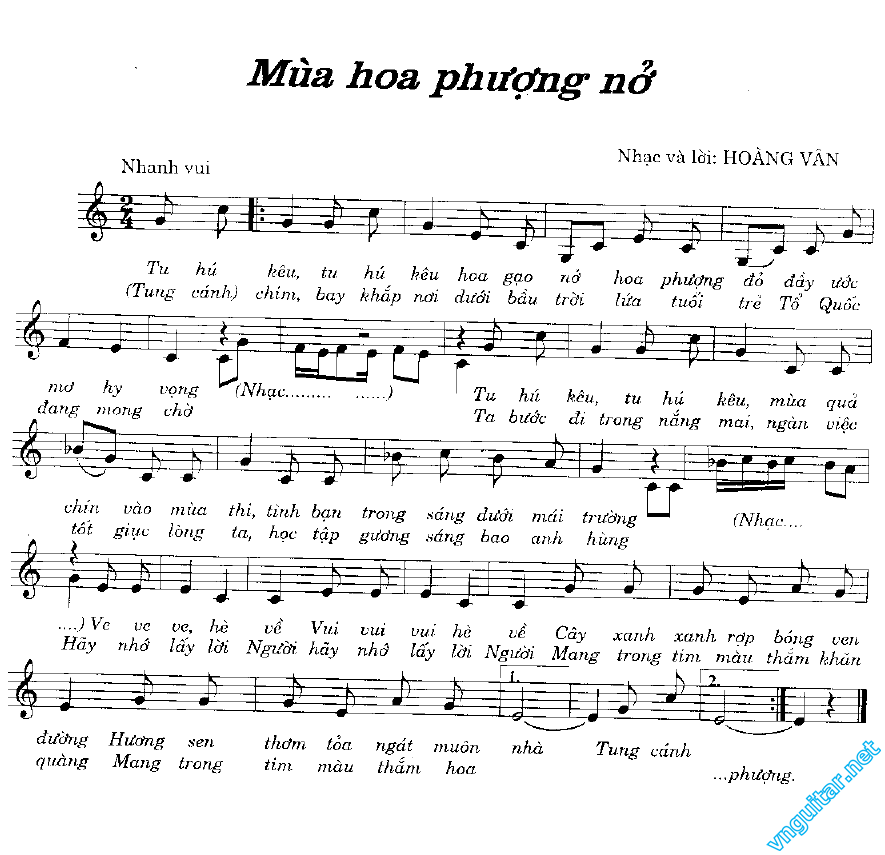 Mùa hoa phượng nở
Nhạc và lời: HOÀNG VÂN
Nhanh vui
Tu hú kêu, tu hú kêu hoa gạo nở hoa phượng đỏ đầy ước
(Tung cánh) chim, bay khắp nơi dưới bầu trời lứa tuổi trẻ Tổ Quốc
mơ hy vọng (Nhạc......... ......) Tu hú kêu, tu hú kêu, mùa quả
đang mong chờ Ta bước đi trong nắng mai, ngàn việc
chín vào mùa thi, tình bạn trong sáng dưới mái trường (Nhạc....
tốt giục lòng ta, học tập gương sáng bao anh hùng
....) Ve ve ve, hè về Vui vui vui hè về Cây xanh xanh rợp bóng ven
Hãy nhớ lấy lời Người hãy nhớ lấy lời Người Mang trong tim màu thắm khăn
1. 2.
đường Hương sen thơm tỏa ngát muôn nhà Tung cánh
quàng Mang trong tim màu thắm hoa ...phượng.
vnguitar.net